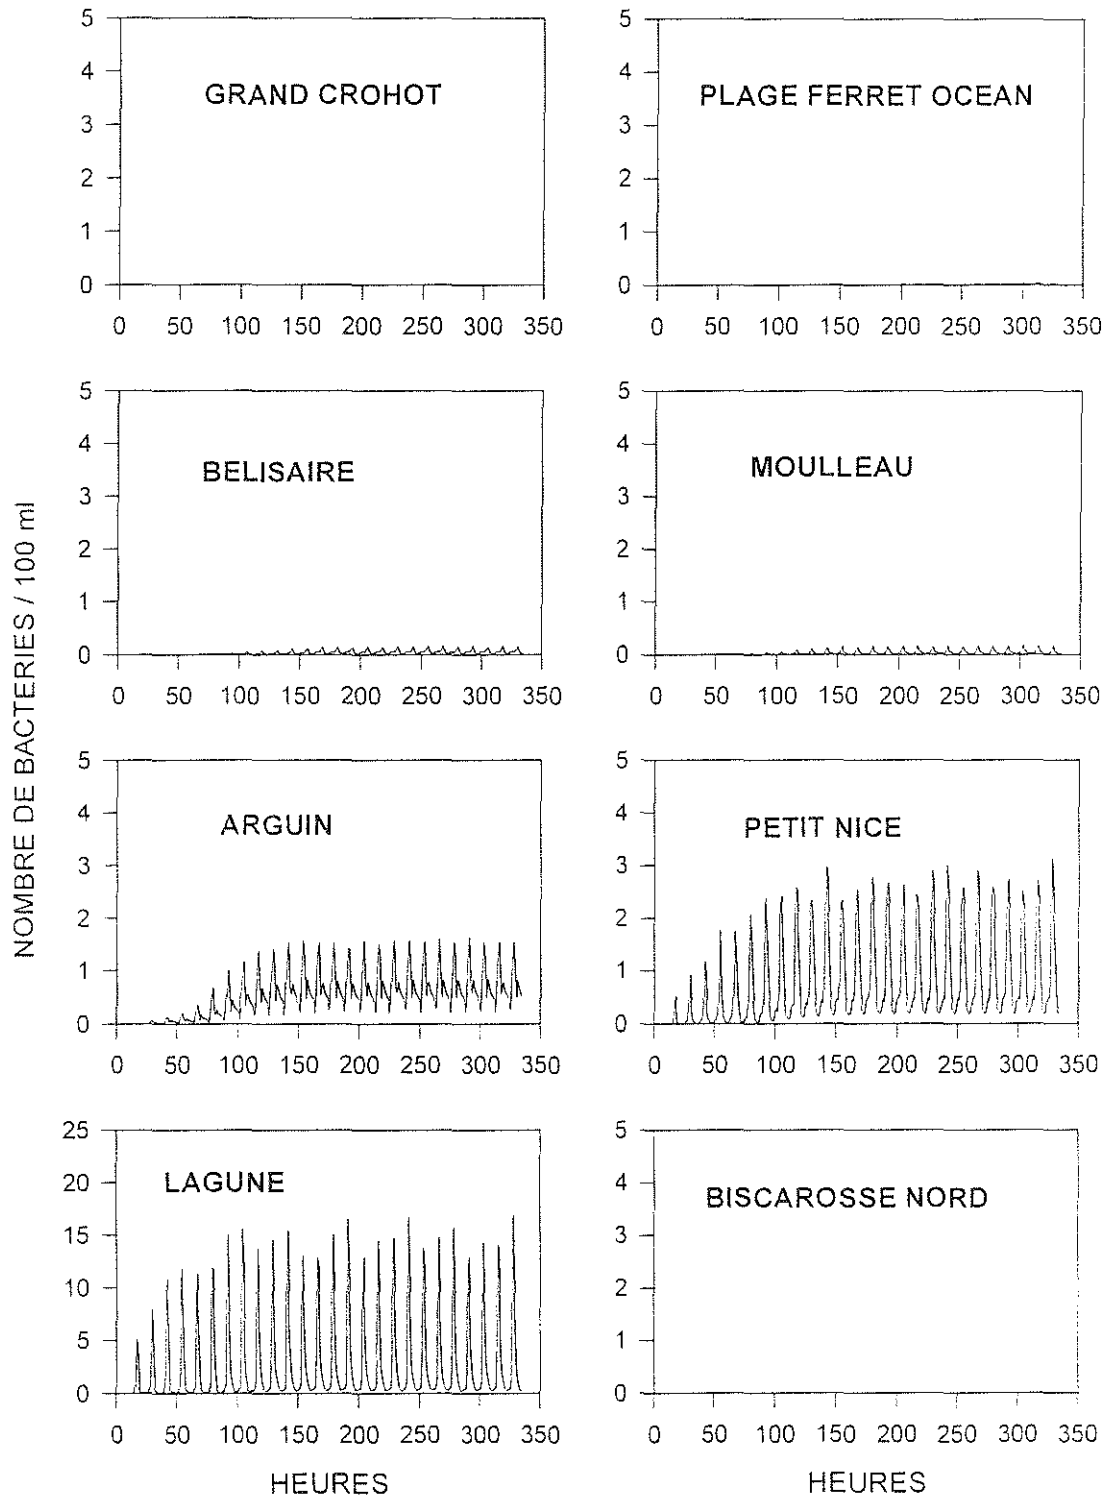 GRAND CROHOT
5
4
3
2
1
0
0 50 100 150 200 250 300 350
PLAGE FERRET OCEAN
5
4
3
2
1
0
0 50 100 150 200 250 300 350
NOMBRE DE BACTERIES / 100 ml
BELISAIRE
5
4
3
2
1
0
0 50 100 150 200 250 300 350
MOULLEAU
5
4
3
2
1
0
0 50 100 150 200 250 300 350
ARGUIN
5
4
3
2
1
0
0 50 100 150 200 250 300 350
PETIT NICE
5
4
3
2
1
0
0 50 100 150 200 250 300 350
LAGUNE
25
20
15
10
5
0
0 50 100 150 200 250 300 350
HEURES
BISCAROSSE NORD
5
4
3
2
1
0
0 50 100 150 200 250 300 350
HEURES